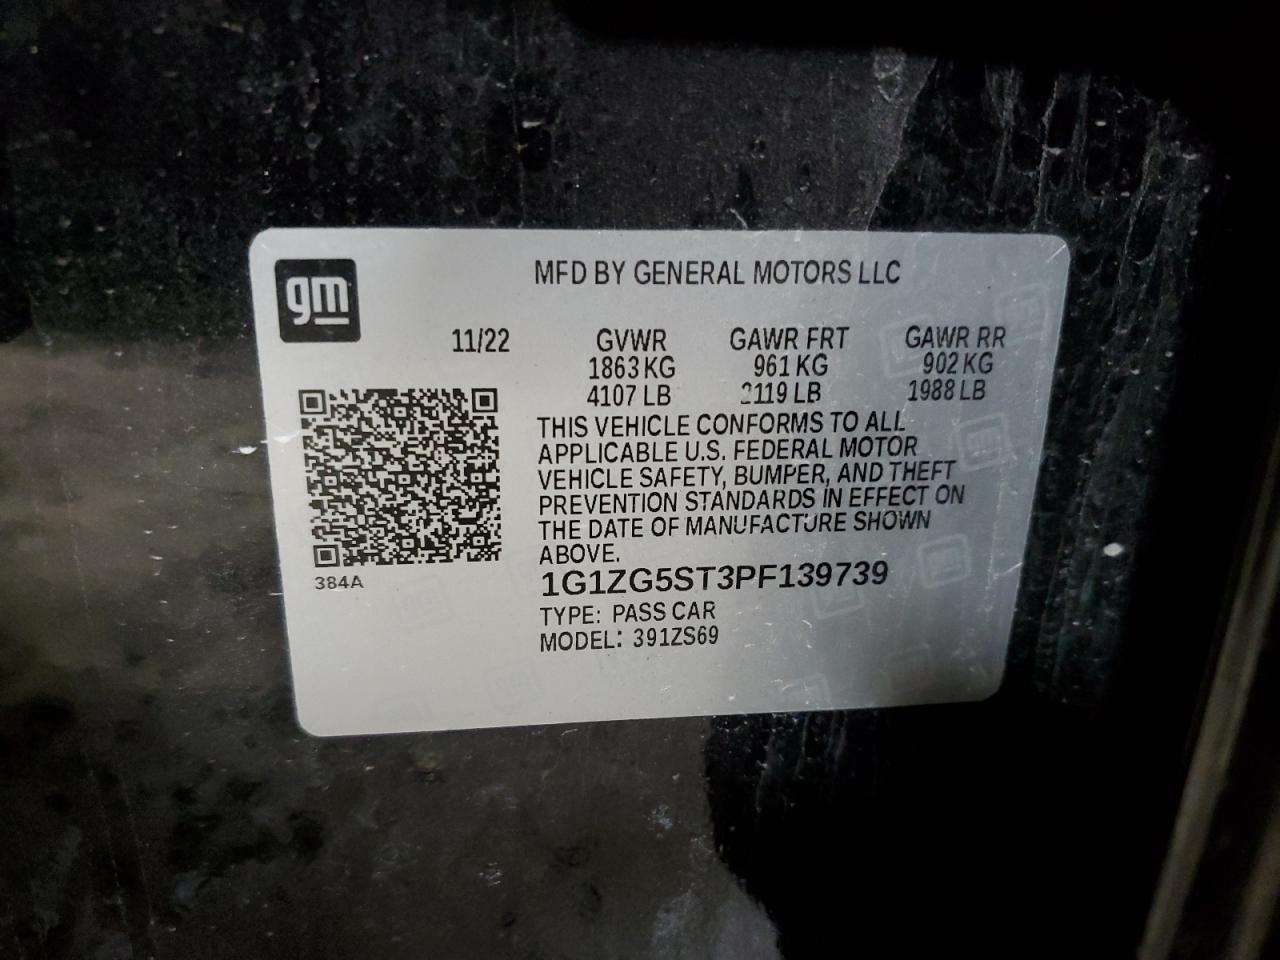 gm
MFD BY GENERAL MOTORS LLC
11/22 GVWR GAWR FRT GAWR RR
1863 KG 961 KG 902 KG
4107 LB 2119 LB 1988 LB
THIS VEHICLE CONFORMS TO ALL
APPLICABLE U.S. FEDERAL MOTOR
VEHICLE SAFETY, BUMPER, AND THEFT
PREVENTION STANDARDS IN EFFECT ON
THE DATE OF MANUFACTURE SHOWN
ABOVE.
384A
1G1ZG5ST3PF139739
TYPE: PASS CAR
MODEL: 391ZS69